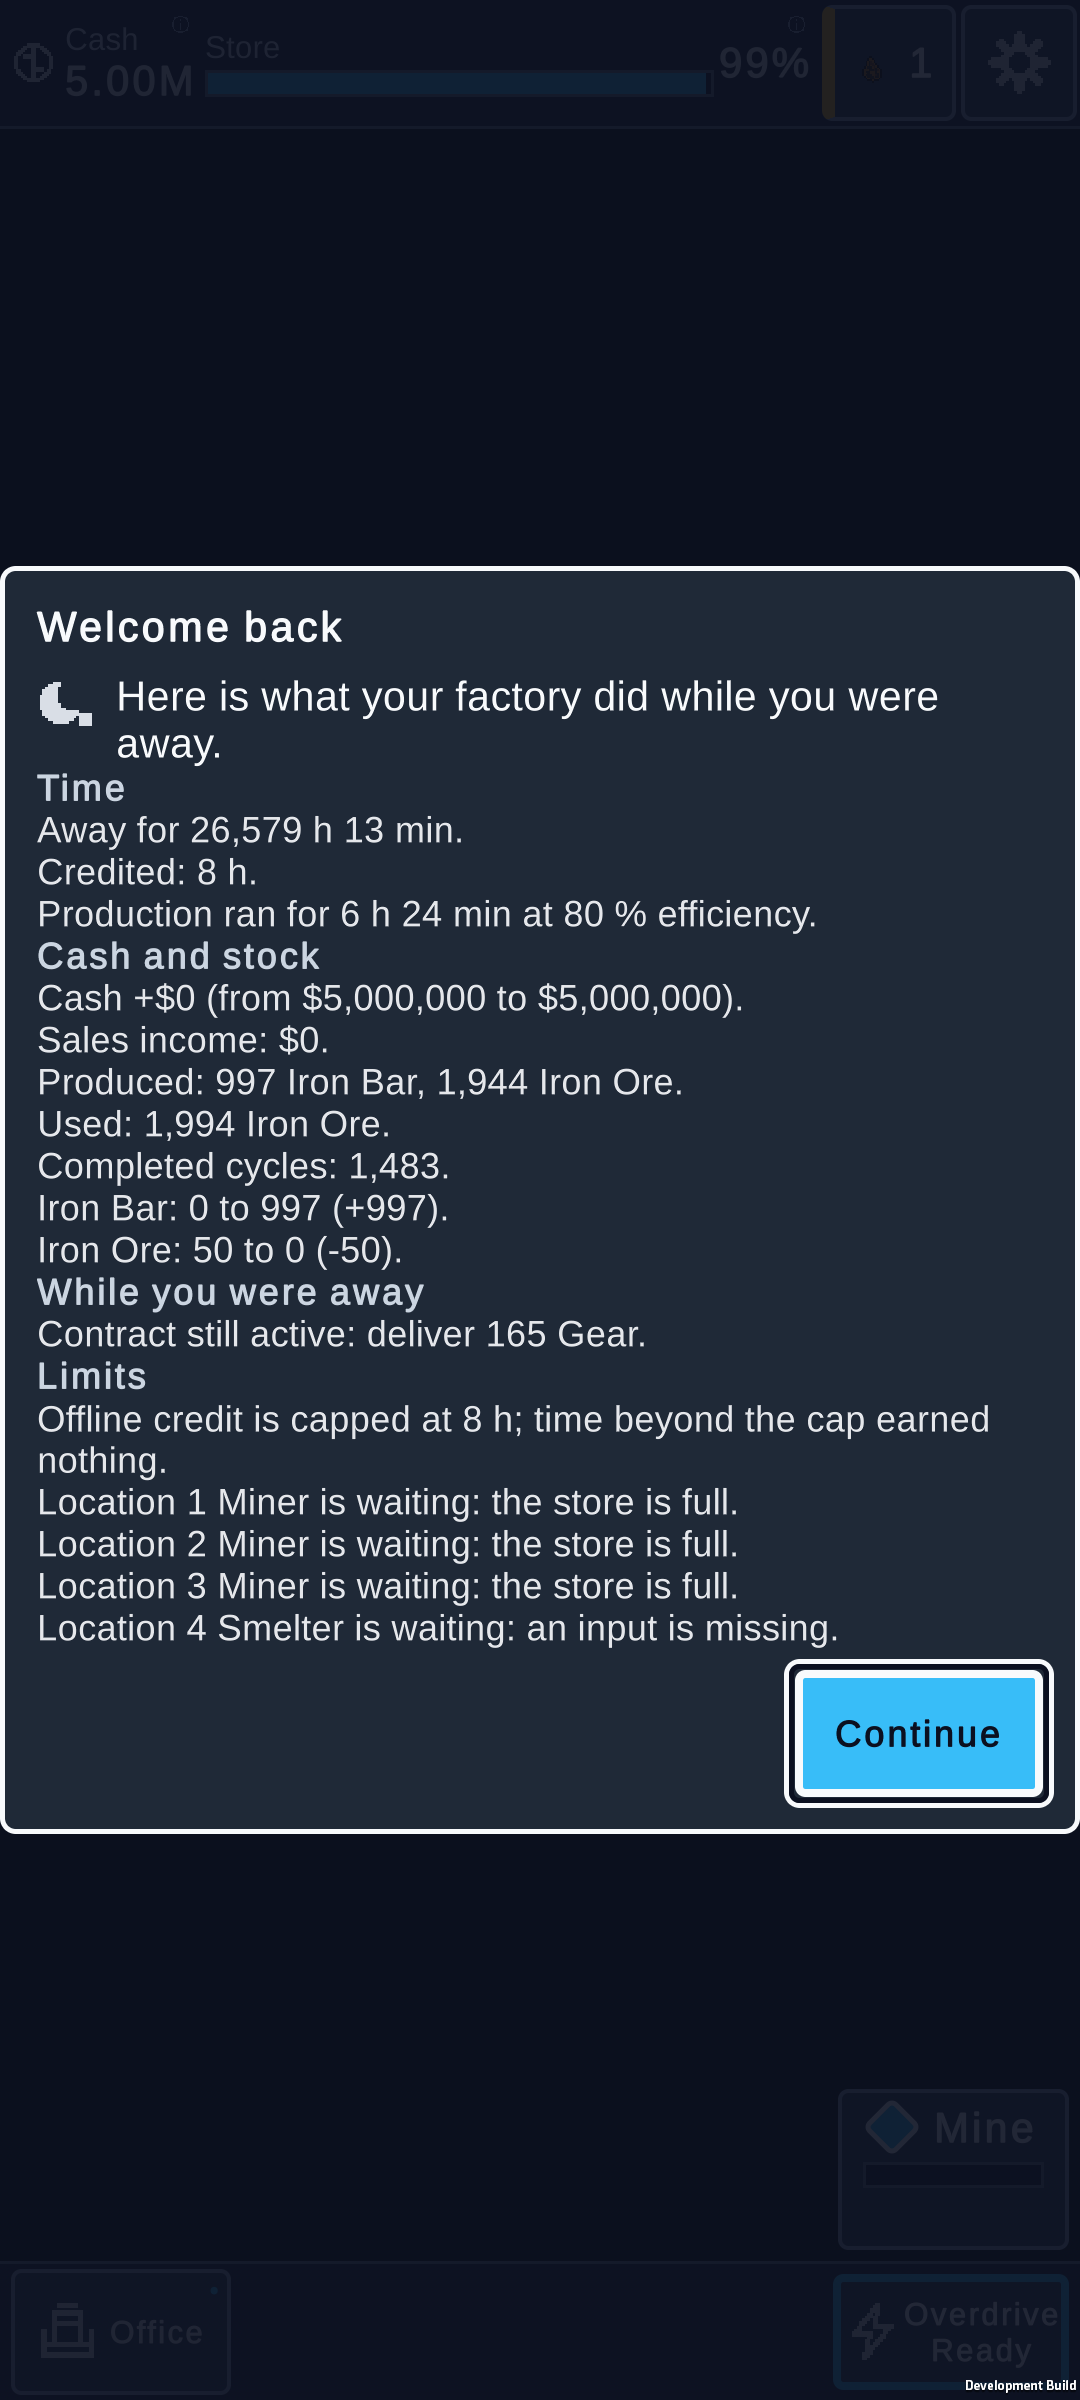 Cash
Store
5.00M
99%
1
Welcome back
Here is what your factory did while you were
away.
Time
Away for 26,579 h 13 min.
Credited: 8 h.
Production ran for 6 h 24 min at 80 % efficiency.
Cash and stock
Cash +$0 (from $5,000,000 to $5,000,000).
Sales income: $0.
Produced: 997 Iron Bar, 1,944 Iron Ore.
Used: 1,994 Iron Ore.
Completed cycles: 1,483.
Iron Bar: 0 to 997 (+997).
Iron Ore: 50 to 0 (-50).
While you were away
Contract still active: deliver 165 Gear.
Limits
Offline credit is capped at 8 h; time beyond the cap earned
nothing.
Location 1 Miner is waiting: the store is full.
Location 2 Miner is waiting: the store is full.
Location 3 Miner is waiting: the store is full.
Location 4 Smelter is waiting: an input is missing.
Continue
Mine
Office
Overdrive
Ready
Development Build